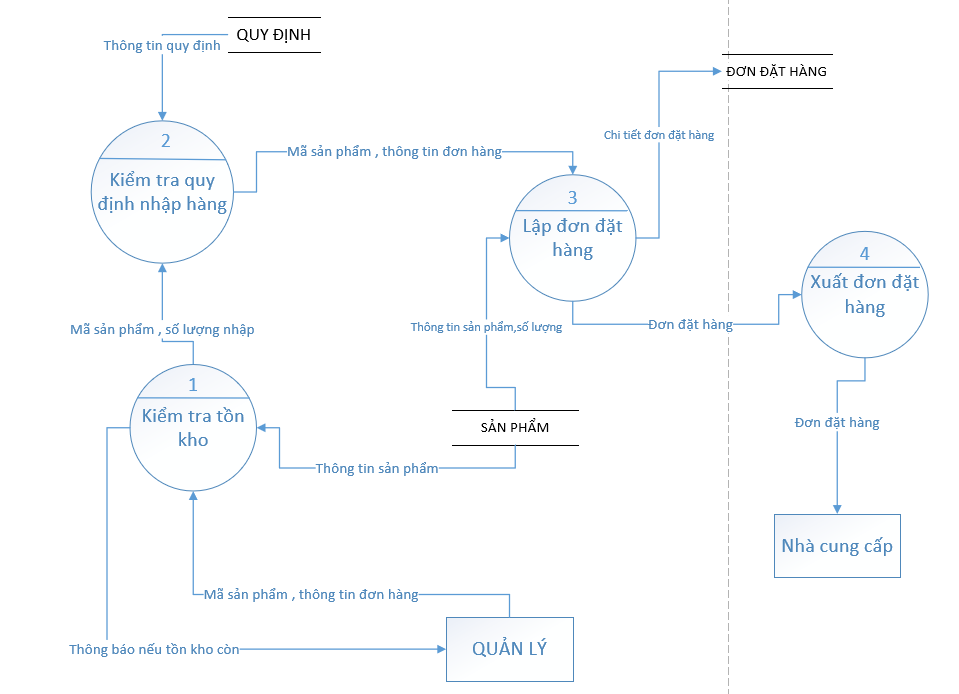 QUY ĐỊNH
Thông tin quy định
ĐƠN ĐẶT HÀNG
Chi tiết đơn đặt hàng
2
Kiểm tra quy
định nhập hàng
Mã sản phẩm , thông tin đơn hàng
3
Lập đơn đặt
hàng
4
Xuất đơn đặt
hàng
Mã sản phẩm , số lượng nhập
Thông tin sản phẩm,số lượng
Đơn đặt hàng
1
Kiểm tra tồn
kho
SẢN PHẨM
Đơn đặt hàng
Thông tin sản phẩm
Nhà cung cấp
Mã sản phẩm , thông tin đơn hàng
Thông báo nếu tồn kho còn
QUẢN LÝ